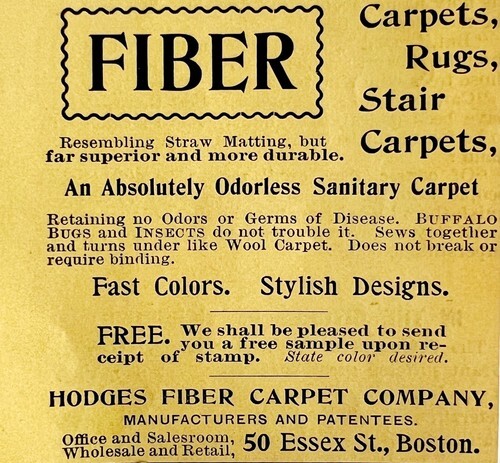 FIBER
Carpets,
Rugs,
Stair
Carpets,
Resembling Straw Matting, but
far superior and more durable.
An Absolutely Odorless Sanitary Carpet
Retaining no Odors or Germs of Disease. BUFFALO
BUGS and INSECTS do not trouble it. Sews together
and turns under like Wool Carpet. Does not break or
require binding.
Fast Colors. Stylish Designs.
FREE. We shall be pleased to send
you a free sample upon re-
ceipt of stamp. State color desired.
HODGES FIBER CARPET COMPANY,
MANUFACTURERS AND PATENTEES.
Office and Salesroom,
Wholesale and Retail,
50 Essex St., Boston.